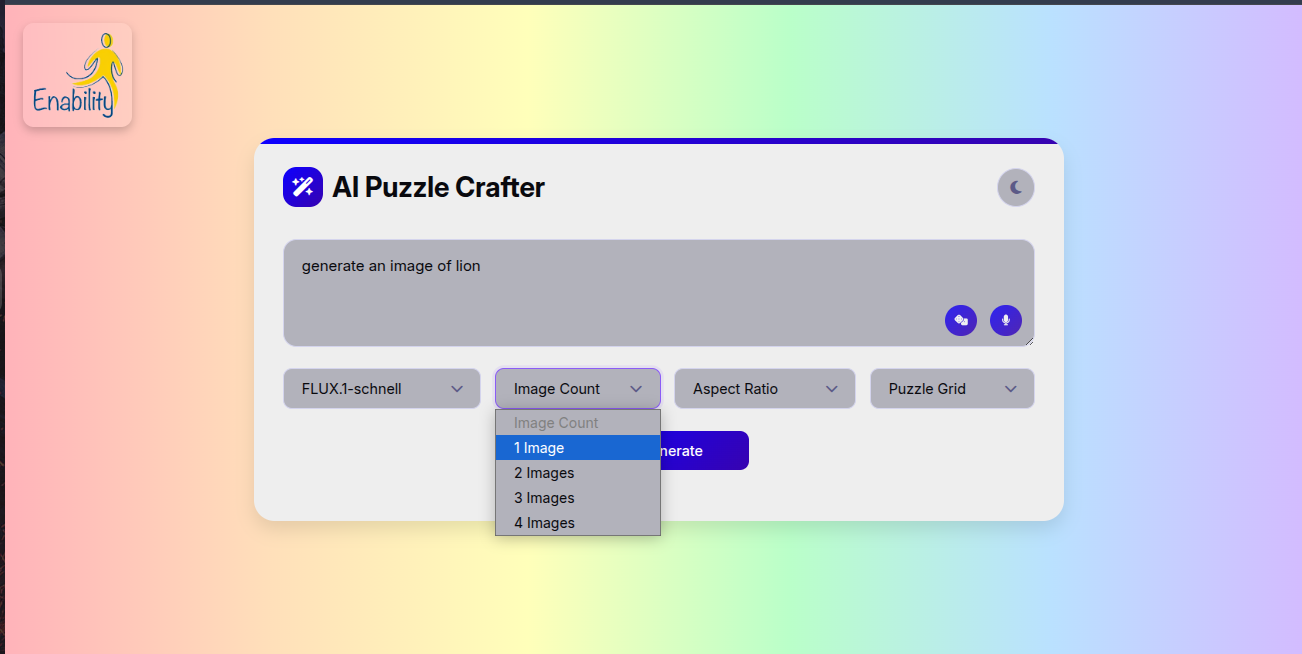 Enability
AI Puzzle Crafter
generate an image of lion
FLUX.1-schnell
Image Count
Aspect Ratio
Puzzle Grid
Image Count
1 Image
2 Images
3 Images
4 Images
nerate